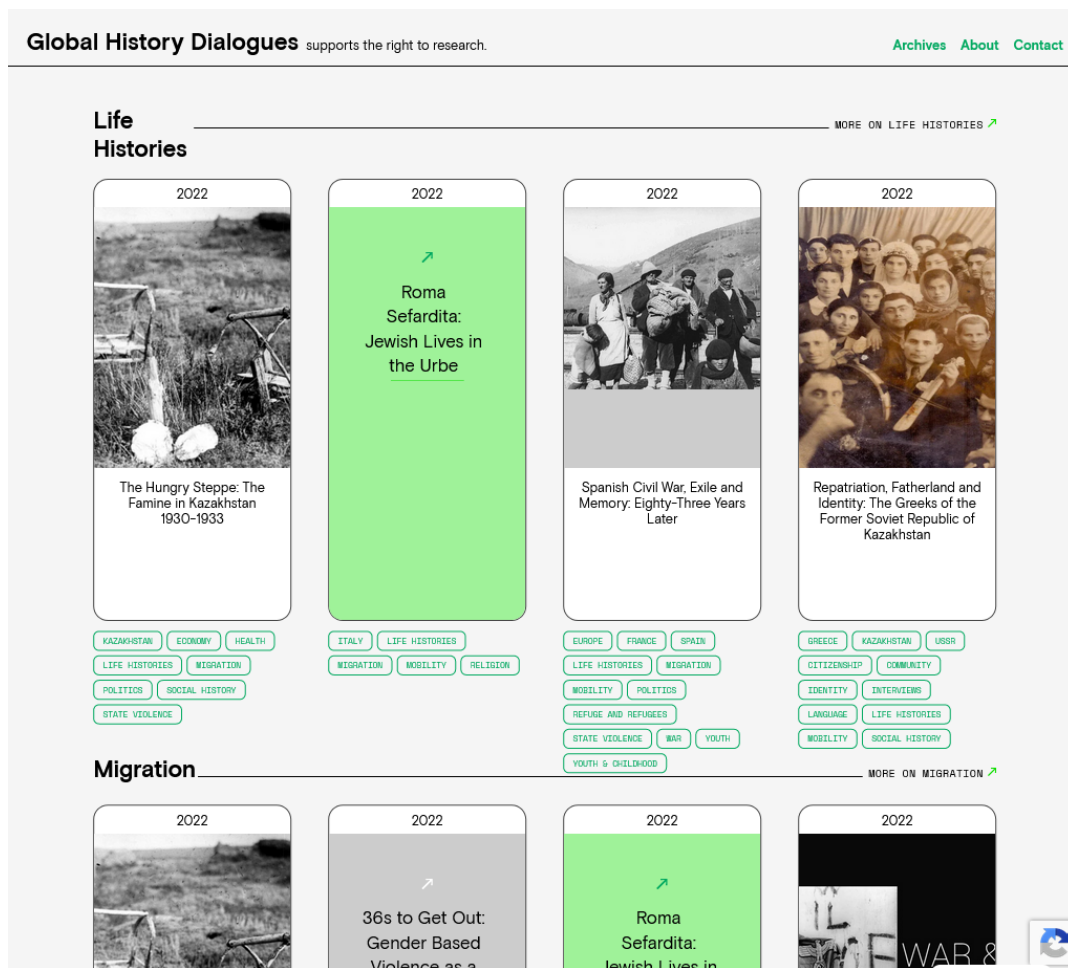 Global History Dialogues supports the right to research.
Archives About Contact
Life
Histories
MORE ON LIFE HISTORIES ↗
2022
The Hungry Steppe: The
Famine in Kazakhstan
1930-1933
KAZAKHSTAN ECONOMY HEALTH
LIFE HISTORIES MIGRATION
POLITICS SOCIAL HISTORY
STATE VIOLENCE
2022
↗
Roma
Sefardita:
Jewish Lives in
the Urbe
ITALY LIFE HISTORIES
MIGRATION MOBILITY RELIGION
2022
Spanish Civil War, Exile and
Memory: Eighty-Three Years
Later
EUROPE FRANCE SPAIN
LIFE HISTORIES MIGRATION
MOBILITY POLITICS
REFUGE AND REFUGEES
STATE VIOLENCE WAR YOUTH
YOUTH & CHILDHOOD
2022
Repatriation, Fatherland and
Identity: The Greeks of the
Former Soviet Republic of
Kazakhstan
GREECE KAZAKHSTAN USSR
CITIZENSHIP COMMUNITY
IDENTITY INTERVIEWS
LANGUAGE LIFE HISTORIES
MOBILITY SOCIAL HISTORY
Migration
MORE ON MIGRATION ↗
2022
2022
↗
36s to Get Out:
Gender Based
Violence as a
2022
↗
Roma
Sefardita:
Jewish Lives in
2022
WAR &